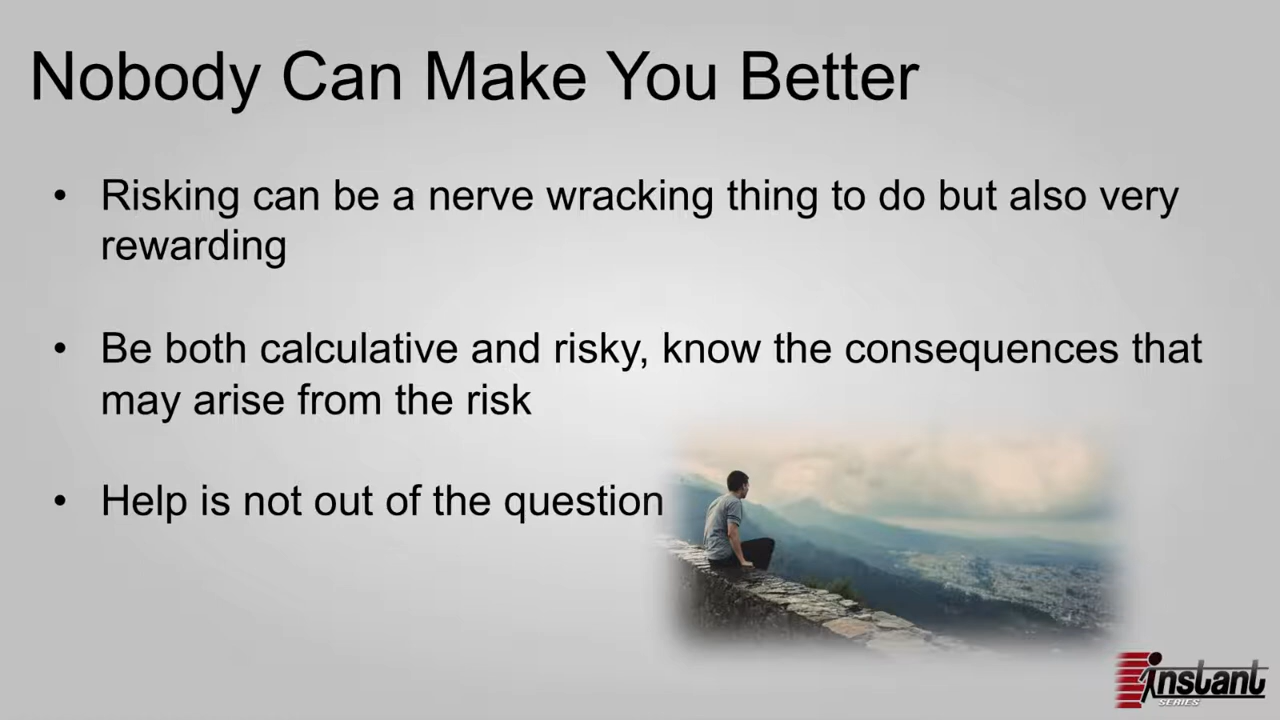 Nobody Can Make You Better
• Risking can be a nerve wracking thing to do but also very
rewarding
• Be both calculative and risky, know the consequences that
may arise from the risk
• Help is not out of the question
instant
SERIES